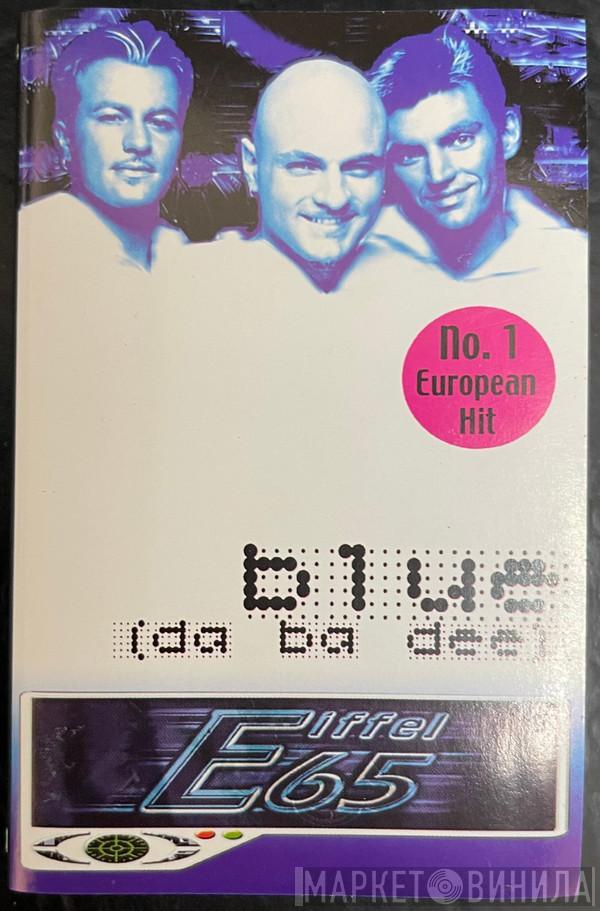 No. 1
European
Hit
blue
(da ba dee)
Eiffel
65
МАРКЕТ ВИНИЛА